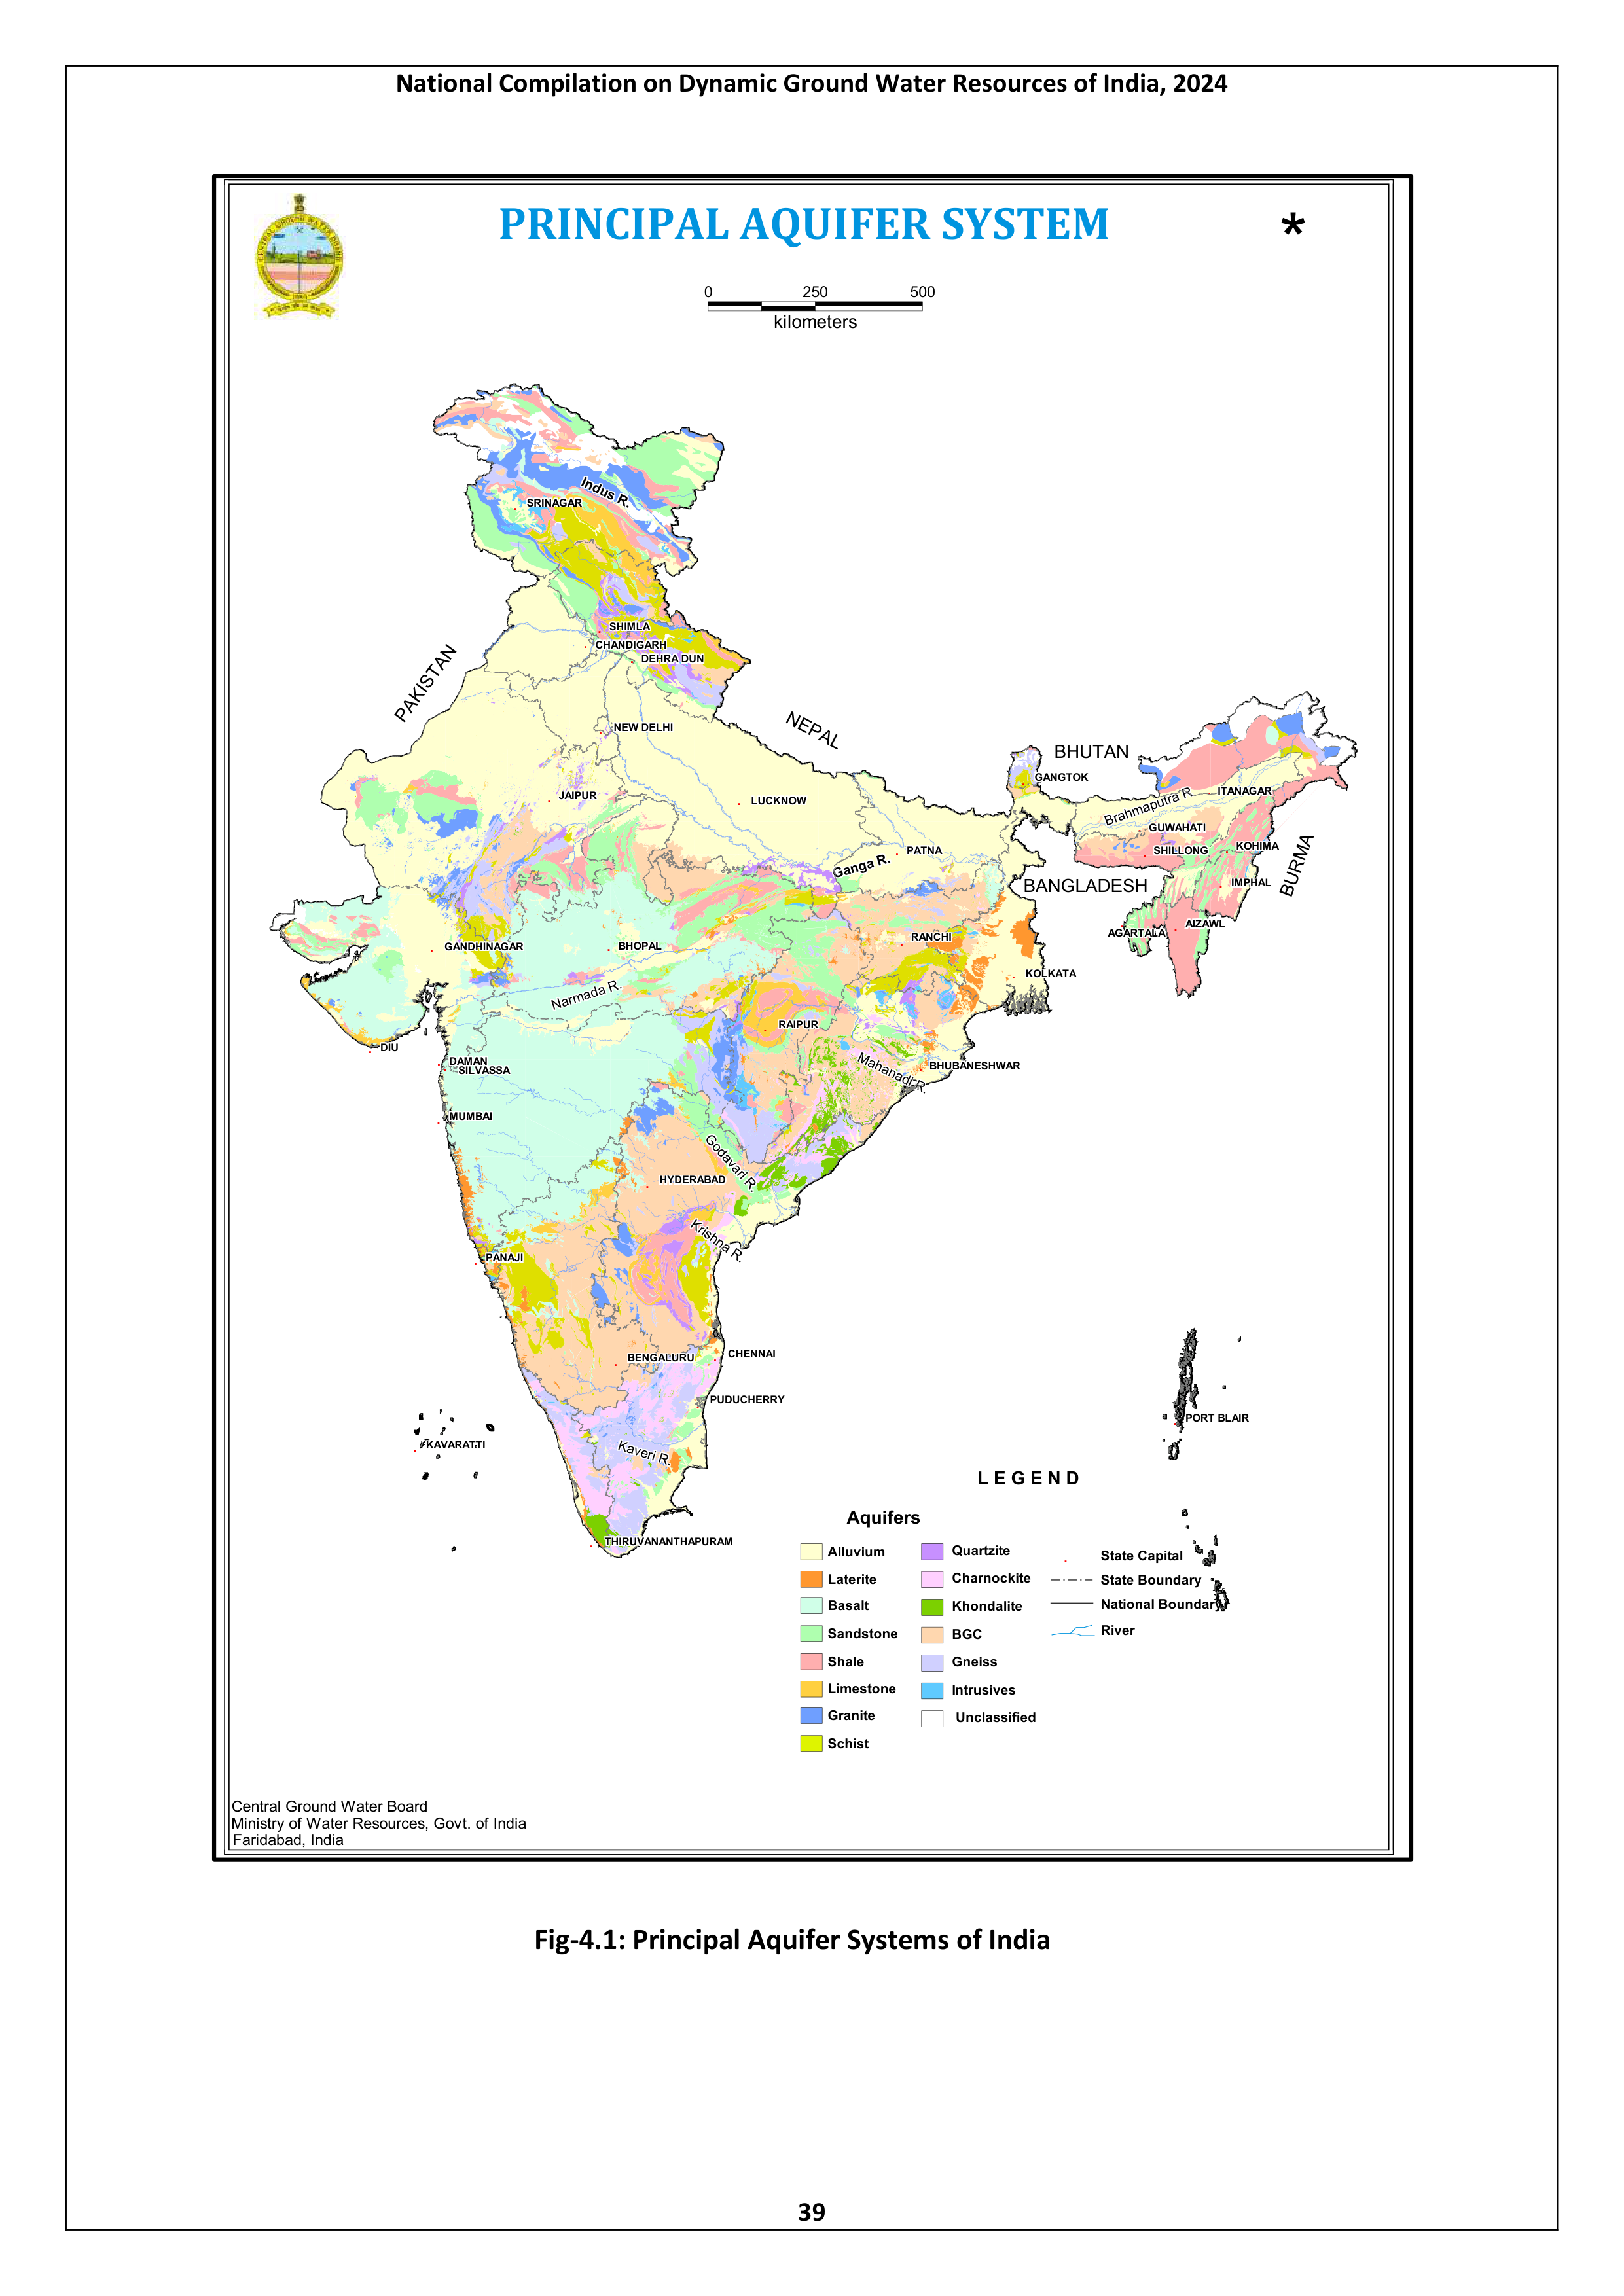 National Compilation on Dynamic Ground Water Resources of India, 2024
PRINCIPAL AQUIFER SYSTEM
*
0 250 500
kilometers
Indus R.
SRINAGAR
SHIMLA
CHANDIGARH
DEHRA DUN
PAKISTAN
NEW DELHI
NEPAL
BHUTAN
GANGTOK
JAIPUR
LUCKNOW
ITANAGAR
Brahmaputra R
GUWAHATI
SHILLONG
KOHIMA
PATNA
Ganga R.
BANGLADESH
IMPHAL
BURMA
AGARTALA
AIZAWL
RANCHI
GANDHINAGAR
BHOPAL
KOLKATA
Narmada R.
RAIPUR
DIU
DAMAN
SILVASSA
Mahanadi R.
BHUBANESHWAR
MUMBAI
Godavari R.
HYDERABAD
Krishna R.
PANAJI
BENGALURU
CHENNAI
PUDUCHERRY
PORT BLAIR
KAVARATTI
Kaveri R.
THIRUVANANTHAPURAM
LEGEND
Aquifers
Alluvium
Laterite
Basalt
Sandstone
Shale
Limestone
Granite
Schist
Quartzite
Charnockite
Khondalite
BGC
Gneiss
Intrusives
Unclassified
State Capital
State Boundary
National Boundary
River
Central Ground Water Board
Ministry of Water Resources, Govt. of India
Faridabad, India
Fig-4.1: Principal Aquifer Systems of India
39